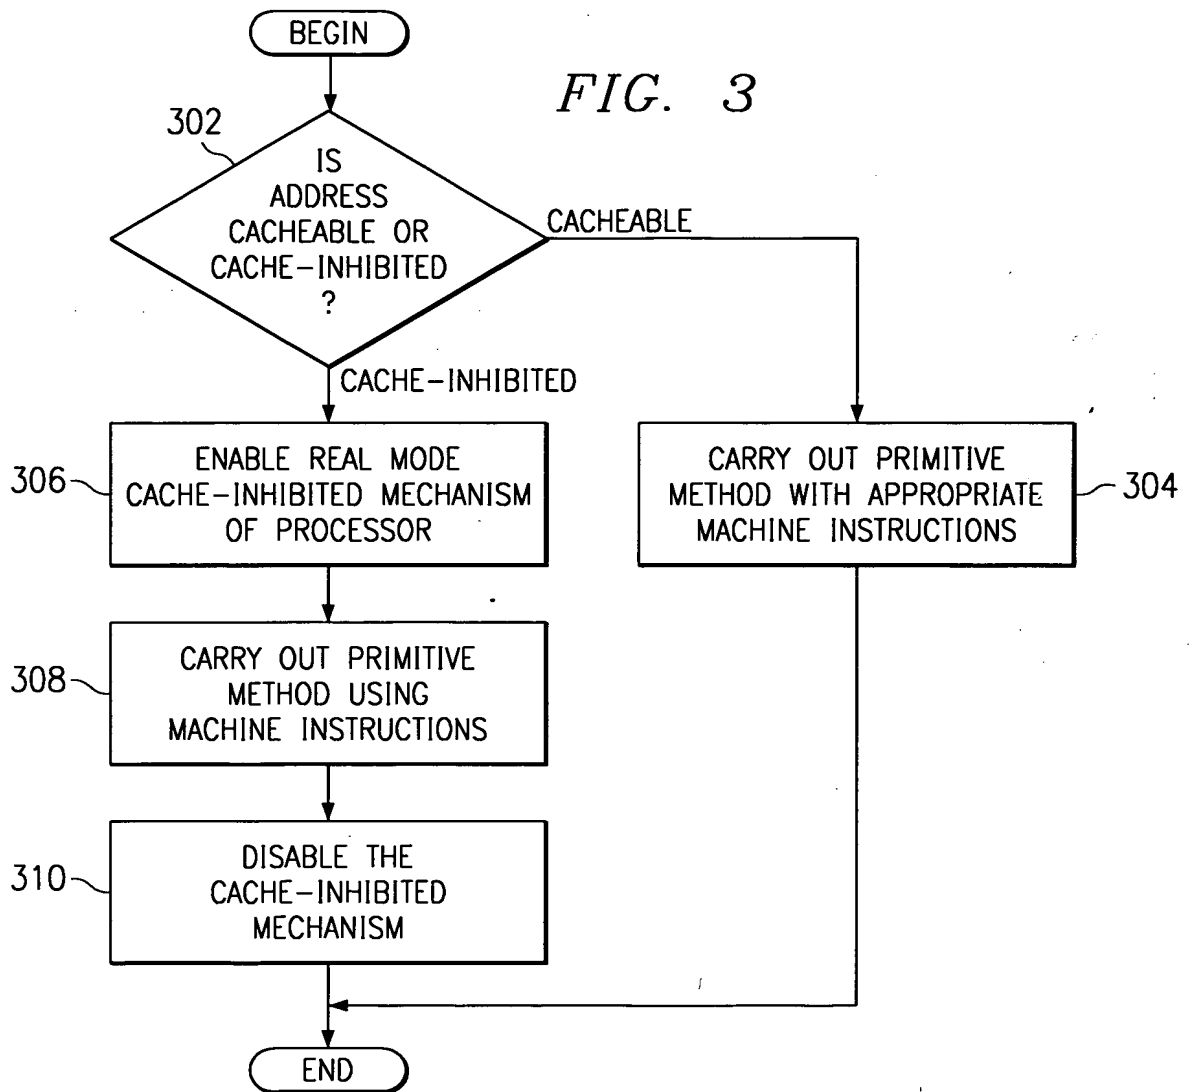 BEGIN
FIG. 3
302
IS
ADDRESS
CACHEABLE OR
CACHE-INHIBITED
?
CACHEABLE
CACHE-INHIBITED
306
ENABLE REAL MODE
CACHE-INHIBITED MECHANISM
OF PROCESSOR
CARRY OUT PRIMITIVE
METHOD WITH APPROPRIATE
MACHINE INSTRUCTIONS
304
308
CARRY OUT PRIMITIVE
METHOD USING
MACHINE INSTRUCTIONS
310
DISABLE THE
CACHE-INHIBITED
MECHANISM
END